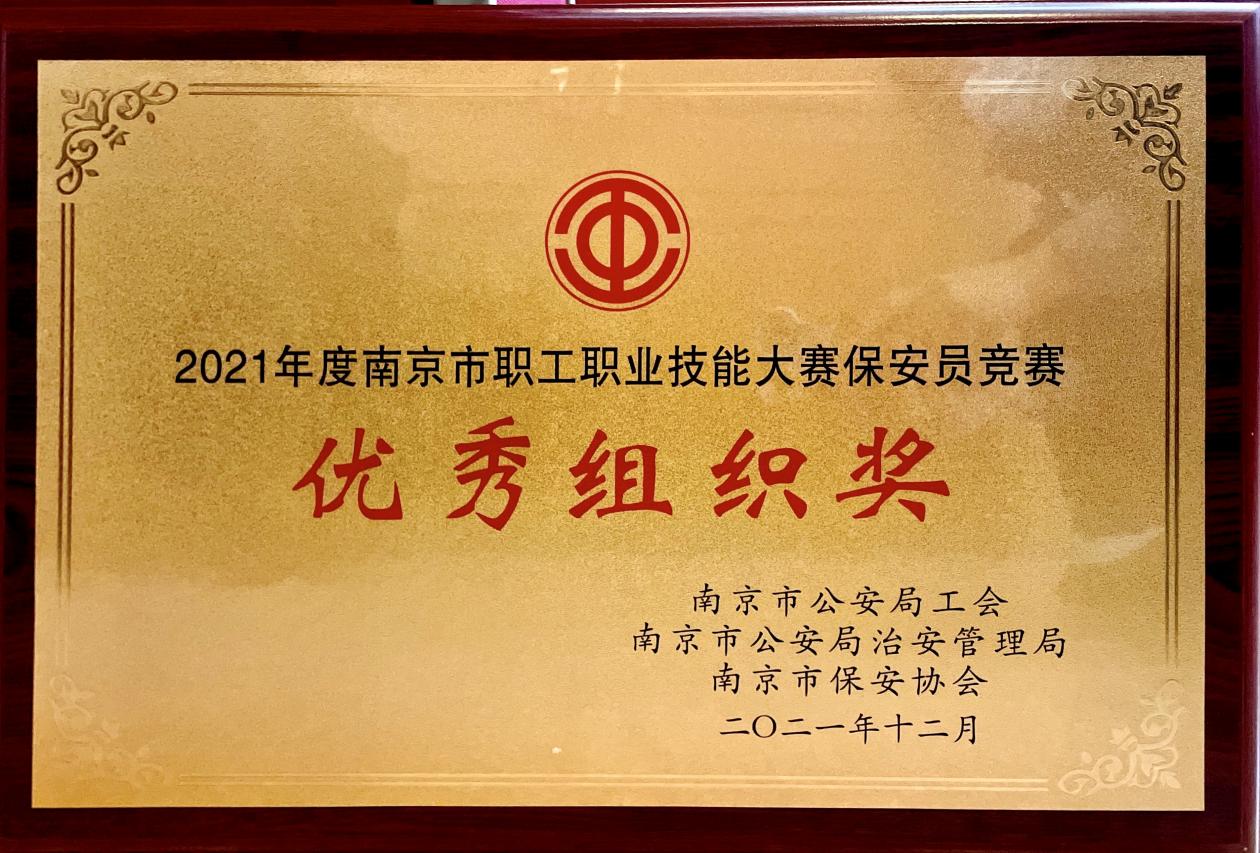 2021年度南京市职工职业技能大赛保安员竞赛
优秀组织奖
南京市公安局工会
南京市公安局治安管理局
南京市保安协会
二〇二一年十二月